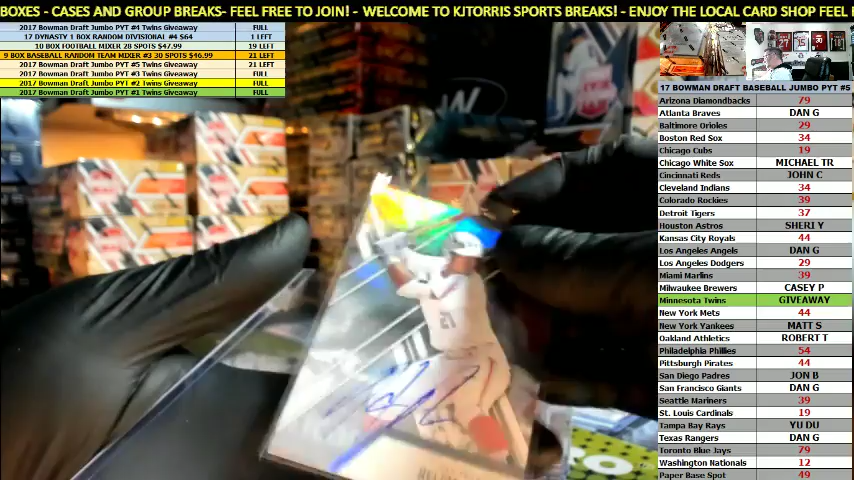 BOXES - CASES AND GROUP BREAKS- FEEL FREE TO JOIN! - WELCOME TO KJTORRIS SPORTS BREAKS! - ENJOY THE LOCAL CARD SHOP FEEL
2017 Bowman Draft Jumbo PYT #4 Twins Giveaway FULL
17 DYNASTY 1 BOX RANDOM DIVISIONAL #4 $64 1 LEFT
10 BOX FOOTBALL MIXER 28 SPOTS $47.99 19 LEFT
9 BOX BASEBALL RANDOM TEAM MIXER #3 30 SPOTS $46.99 21 LEFT
2017 Bowman Draft Jumbo PYT #5 Twins Giveaway 21 LEFT
2017 Bowman Draft Jumbo PYT #3 Twins Giveaway FULL
2017 Bowman Draft Jumbo PYT #2 Twins Giveaway FULL
2017 Bowman Draft Jumbo PYT #1 Twins Giveaway FULL
17 BOWMAN DRAFT BASEBALL JUMBO PYT #5
Arizona Diamondbacks 79
Atlanta Braves DAN G
Baltimore Orioles 29
Boston Red Sox 34
Chicago Cubs 19
Chicago White Sox MICHAEL TR
Cincinnati Reds JOHN C
Cleveland Indians 34
Colorado Rockies 39
Detroit Tigers 37
Houston Astros SHERI Y
Kansas City Royals 44
Los Angeles Angels DAN G
Los Angeles Dodgers 29
Miami Marlins 39
Milwaukee Brewers CASEY P
Minnesota Twins GIVEAWAY
New York Mets 44
New York Yankees MATT S
Oakland Athletics ROBERT T
Philadelphia Phillies 54
Pittsburgh Pirates 44
San Diego Padres JON B
San Francisco Giants DAN G
Seattle Mariners 39
St. Louis Cardinals 19
Tampa Bay Rays YU DU
Texas Rangers DAN G
Toronto Blue Jays 79
Washington Nationals 12
Paper Base Spot 49